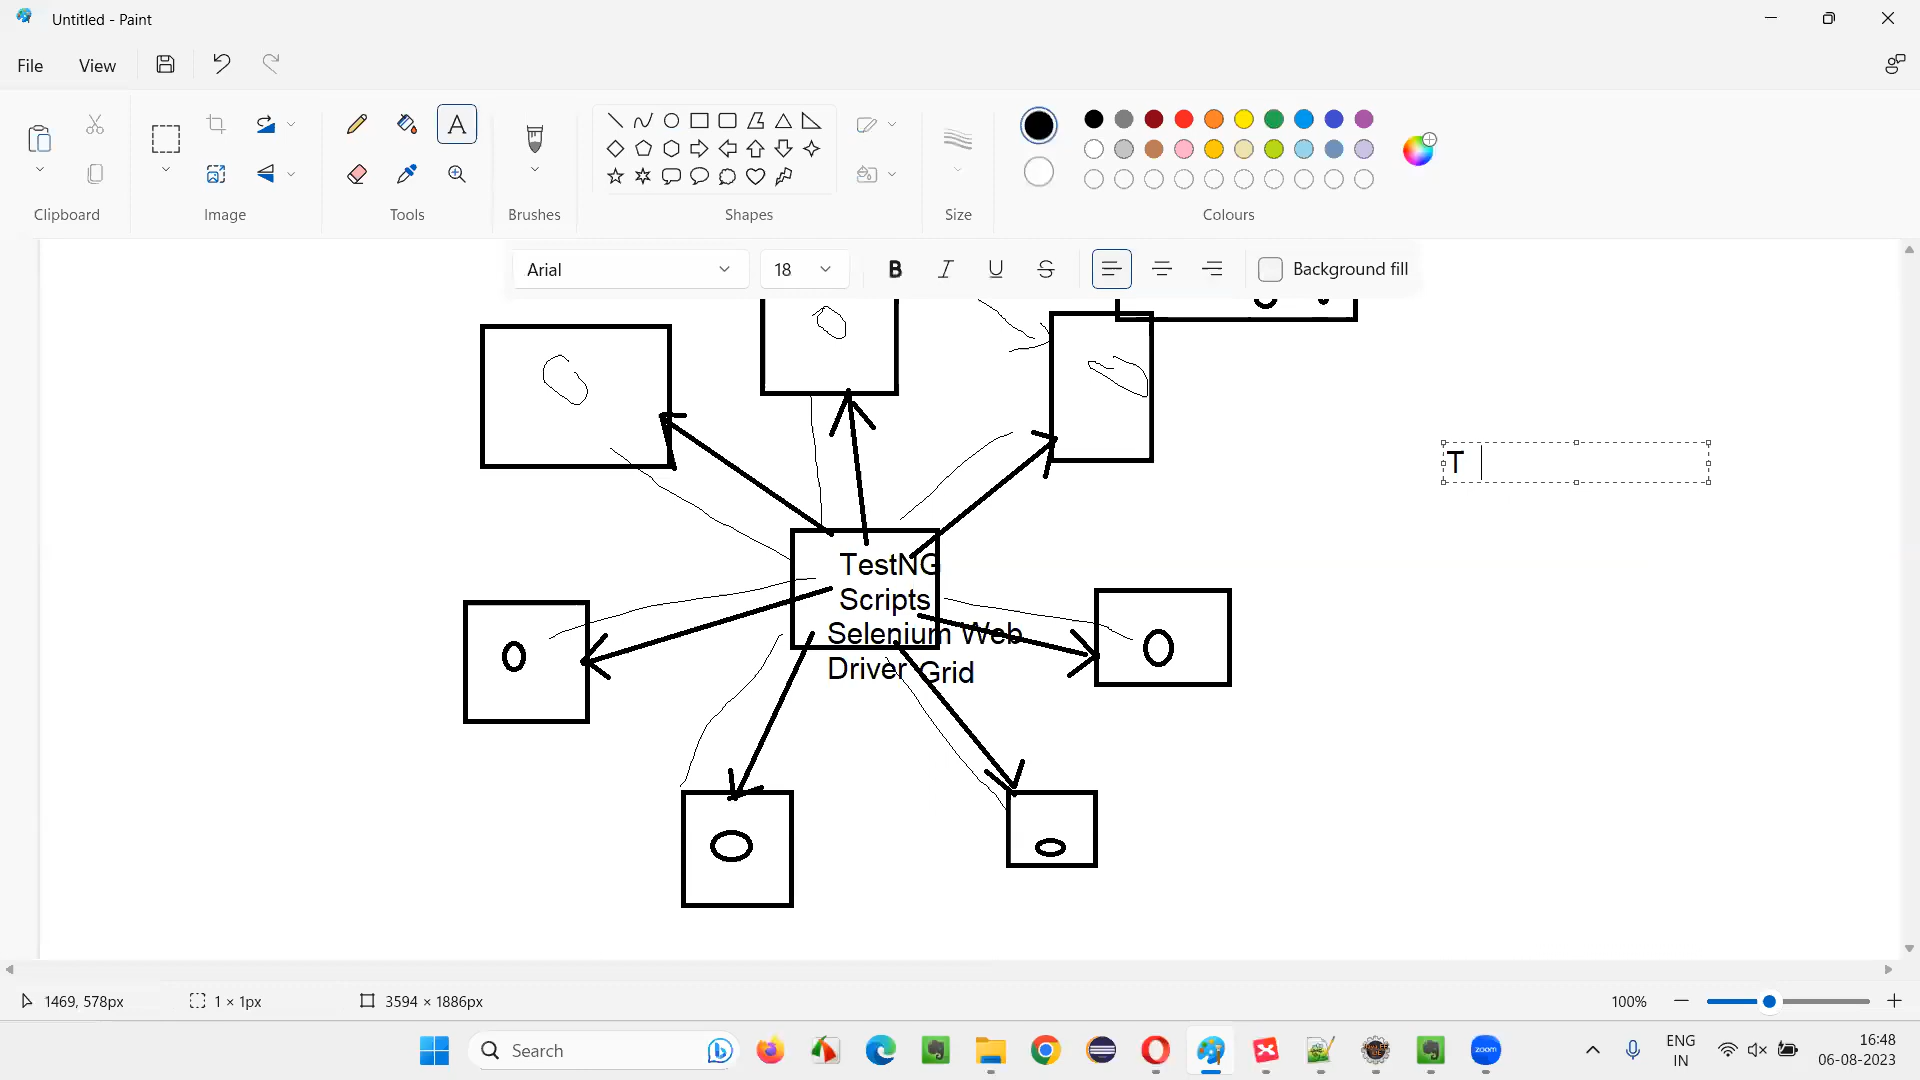 Untitled - Paint
File
View
Clipboard
Image
Tools
Brushes
Shapes
Size
Colours
Arial
18
B
I
U
S
Background fill
T
TestNG
Scripts
Selenium Web
Driver Grid
1469, 578px
1 × 1px
3594 × 1886px
100%
Search
zoom
ENG
IN
16:48
06-08-2023